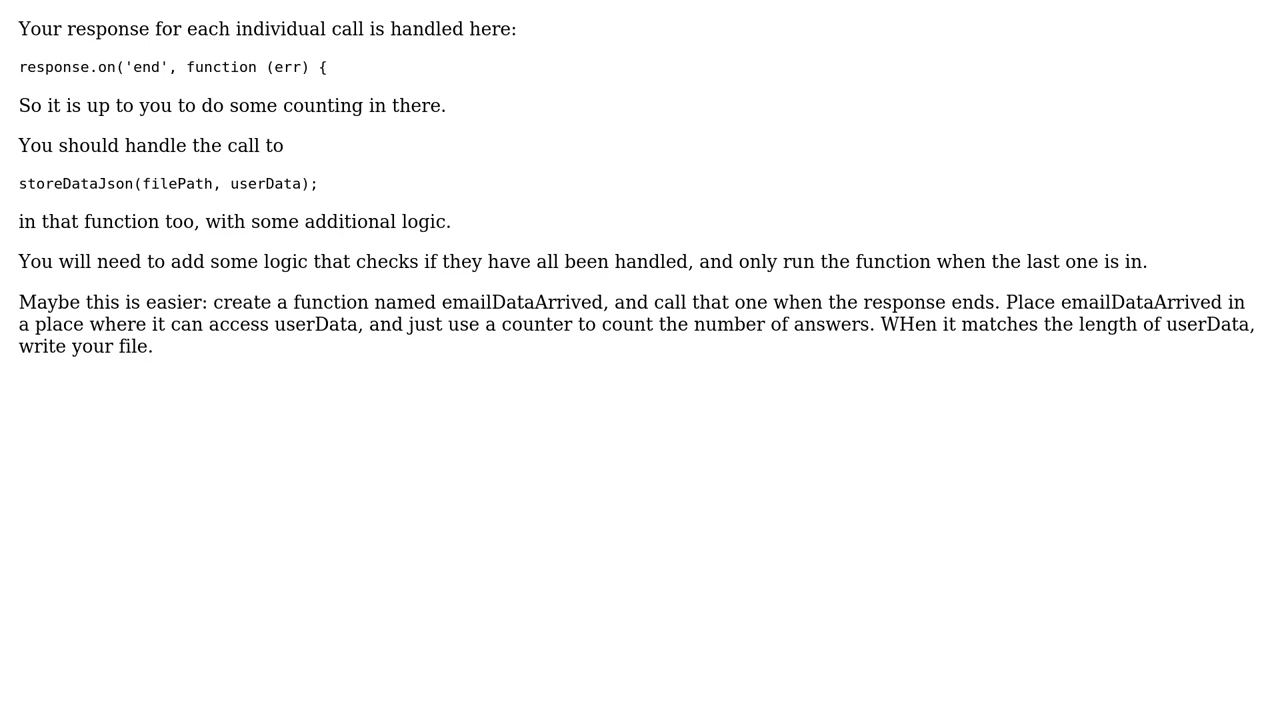 Your response for each individual call is handled here:
response.on('end', function (err) {
So it is up to you to do some counting in there.
You should handle the call to
storeDataJson(filePath, userData);
in that function too, with some additional logic.
You will need to add some logic that checks if they have all been handled, and only run the function when the last one is in.
Maybe this is easier: create a function named emailDataArrived, and call that one when the response ends. Place emailDataArrived in
a place where it can access userData, and just use a counter to count the number of answers. WHen it matches the length of userData,
write your file.